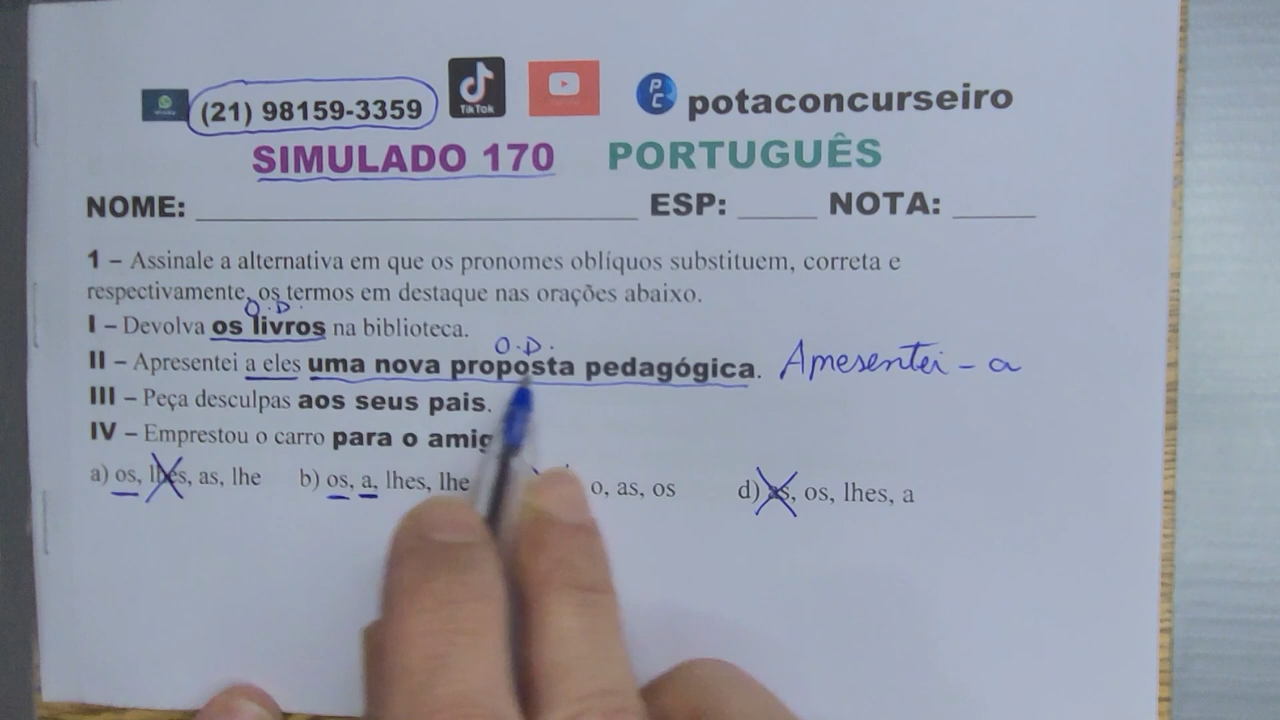 (21) 98159-3359 TikTok PC potaconcurseiro
SIMULADO 170 PORTUGUÊS
NOME: ESP: NOTA:
1 – Assinale a alternativa em que os pronomes oblíquos substituem, correta e
respectivamente, os termos em destaque nas orações abaixo.
O.D.
I – Devolva os livros na biblioteca.
O.D.
II – Apresentei a eles uma nova proposta pedagógica. Apresentei-a
III – Peça desculpas aos seus pais.
IV – Emprestou o carro para o amig
a) os, lhes, as, lhe b) os, a, lhes, lhe o, as, os d) as, os, lhes, a